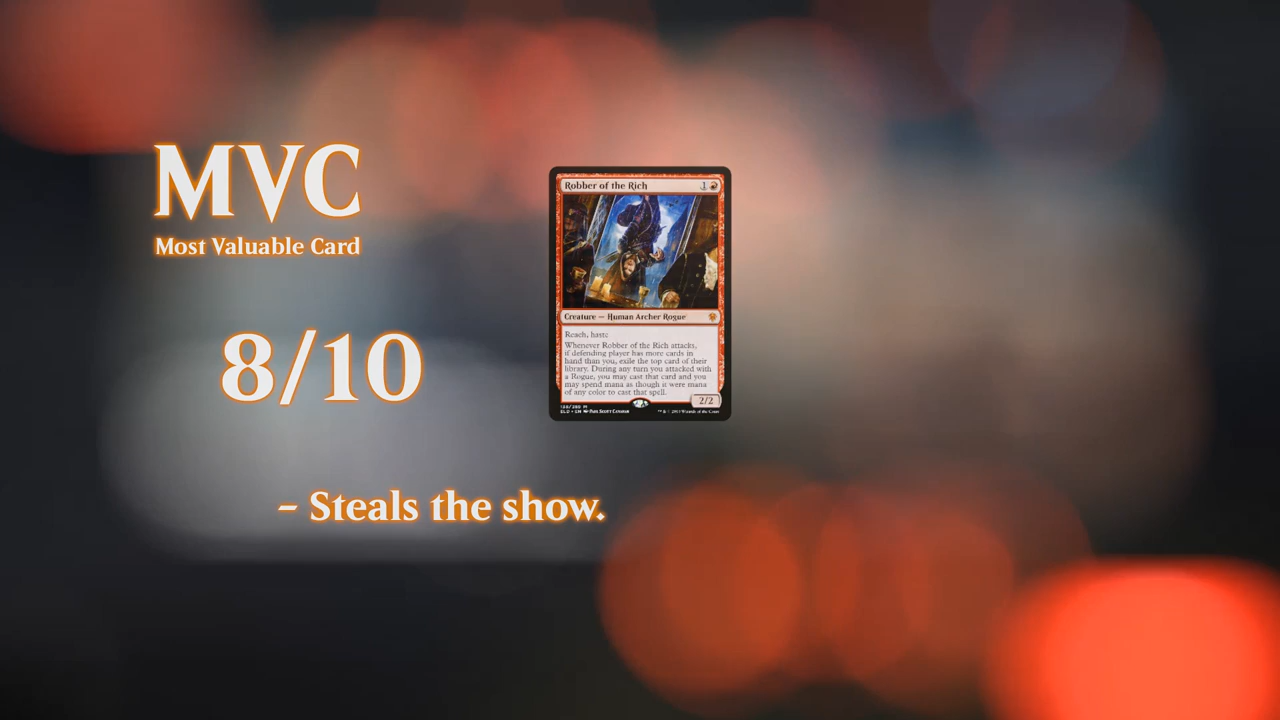 MVC
Most Valuable Card
8/10
- Steals the show.
Robber of the Rich
1
Creature — Human Archer Rogue
Reach, haste
Whenever Robber of the Rich attacks,
if defending player has more cards in
hand than you, exile the top card of their
library. During any turn you attacked with
a Rogue, you may cast that card and you
may spend mana as though it were mana
of any color to cast that spell.
2/2